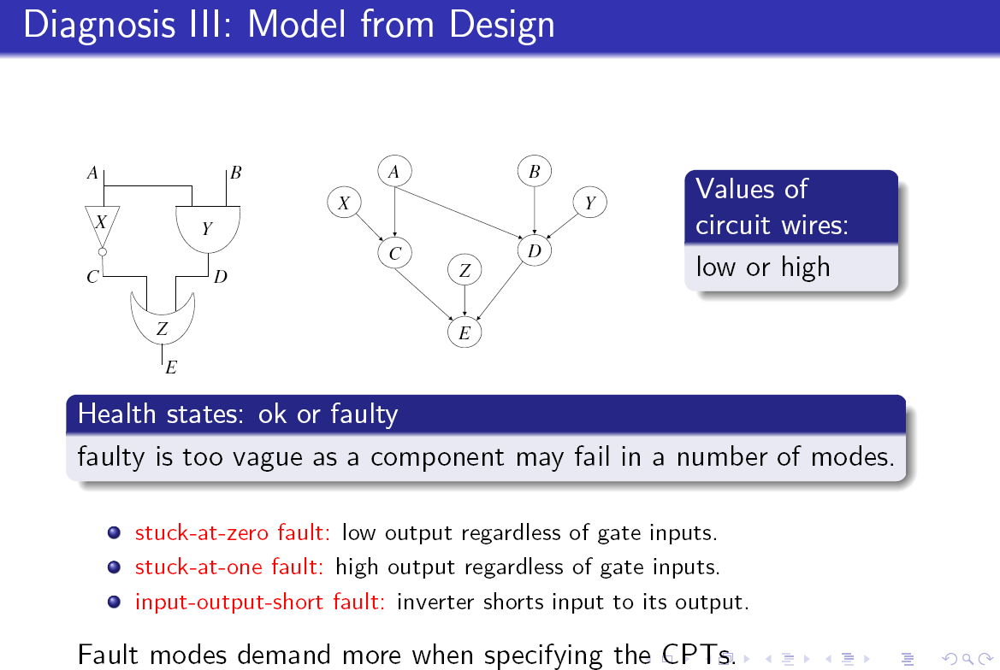 Diagnosis III: Model from Design
A
B
X
Y
C
D
Z
E
A
B
X
Y
C
D
Z
E
Values of
circuit wires:
low or high
Health states: ok or faulty
faulty is too vague as a component may fail in a number of modes.
stuck-at-zero fault: low output regardless of gate inputs.
stuck-at-one fault: high output regardless of gate inputs.
input-output-short fault: inverter shorts input to its output.
Fault modes demand more when specifying the CPTs.